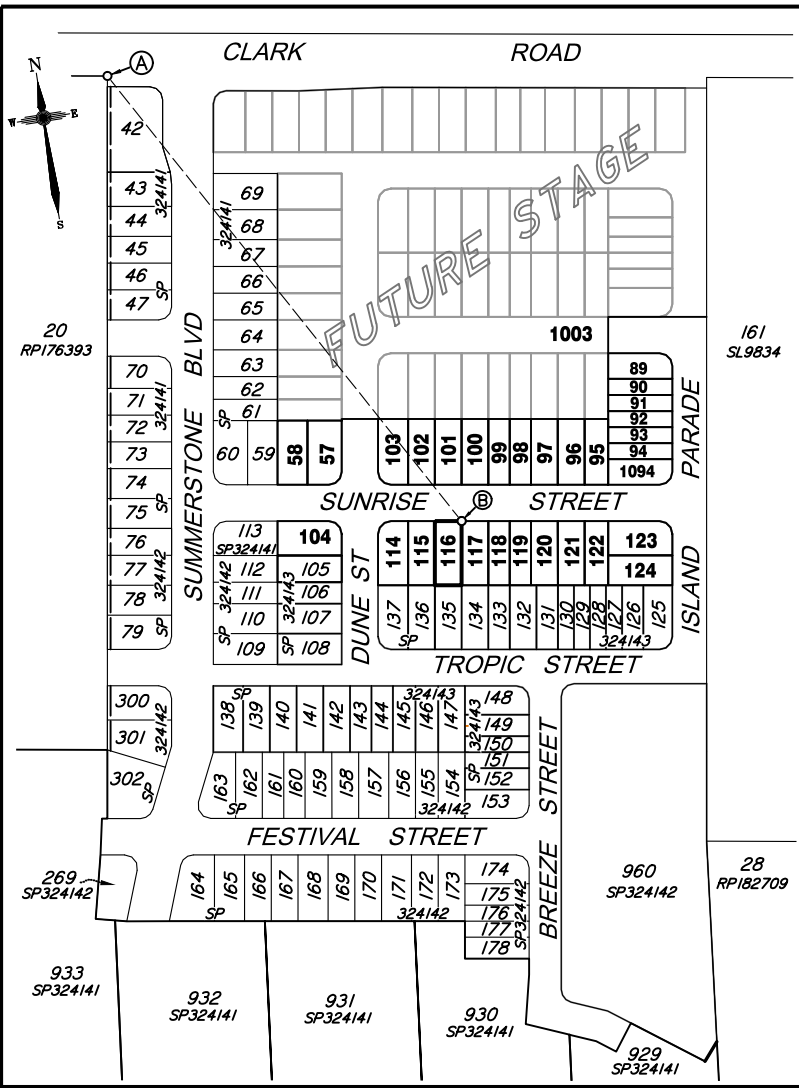 CLARK ROAD
A
N
W E
S
42
43
324141
44
45
46
SP
47
20
RP176393
69
68
324141
67
66
65
64
63
62
61
SP
60 59 58 57
FUTURE STAGE
1003
161
SL9834
89
90
91
92
93
94
1094
103 102 101 100 99 98 97 96 95
PARADE
ISLAND
SUMMERSTONE BLVD
70
71
324141
72
73
74
75
SP
76
77
324142
78
79
SP
SUNRISE STREET
B
113
SP324141
104
112
324142
105
111
324143
106
110
107
SP
109
SP
108
DUNE ST
114 115 116 117 118 119 120 121 122
123
124
137 136 135 134 133 132 131 130 129 128 127 126 125
SP 324143
TROPIC STREET
300
301
324142
302
SP
SP 324143
138 139 140 141 142 143 144 145 146 147
148
324143
149
150
151
SP
152
153
163 162 161 160 159 158 157 156 155 154
SP 324142
FESTIVAL STREET
BREEZE STREET
269
SP324142
164 165 166 167 168 169 170 171 172 173
SP 324142
174
175
176
177
178
SP324142
960
SP324142
28
RP182709
933
SP324141
932
SP324141
931
SP324141
930
SP324141
929
SP324141